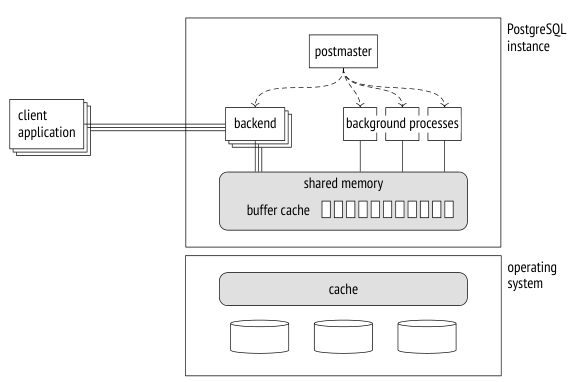 PostgreSQL
instance
postmaster
client
application
backend
background processes
shared memory
buffer cache
operating
system
cache